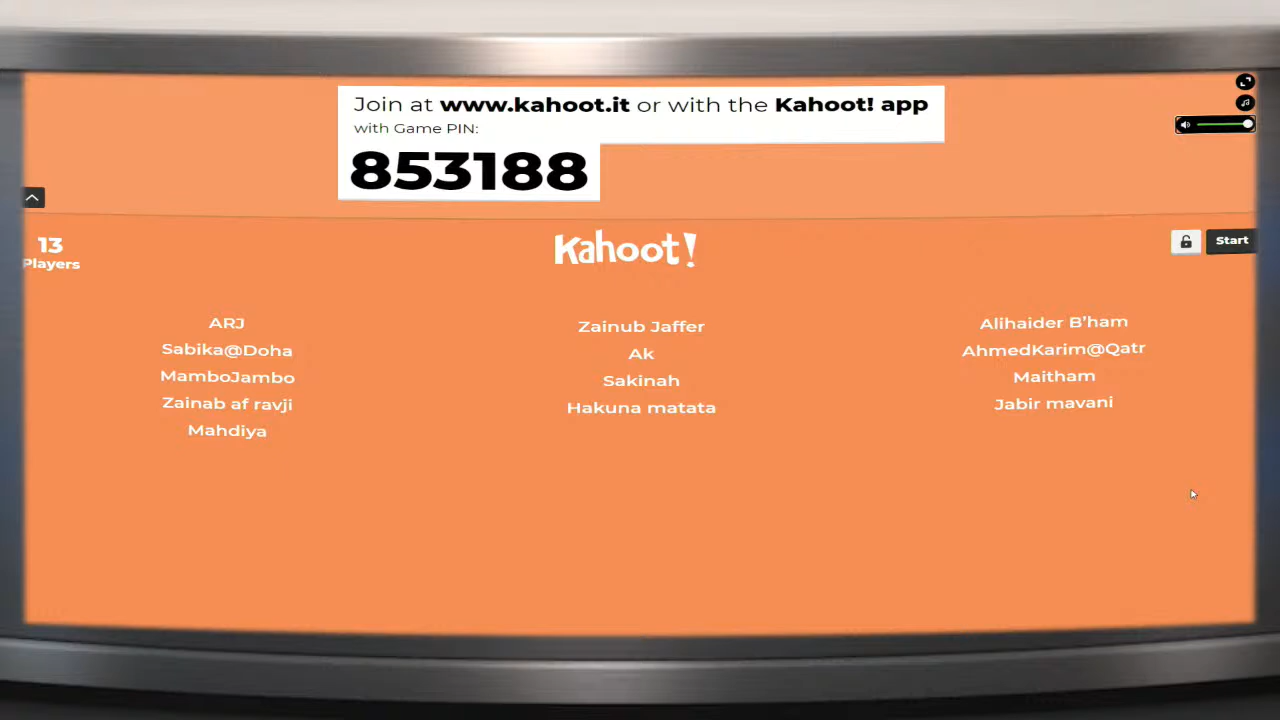 Join at www.kahoot.it or with the Kahoot! app
with Game PIN:
853188
13
Players
Kahoot!
Start
ARJ
Zainub Jaffer
Alihaider B'ham
Sabika@Doha
Ak
AhmedKarim@Qatr
MamboJambo
Sakinah
Maitham
Zainab af ravji
Hakuna matata
Jabir mavani
Mahdiya